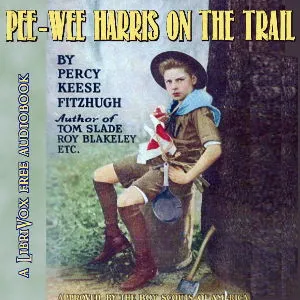 PEE-WEE HARRIS ON THE TRAIL
BY
PERCY
KEESE
FITZHUGH
Author of
TOM SLADE
ROY BLAKELEY
ETC.
A LIBRIVOX FREE AUDIOBOOK
APPROVED BY THE BOY SCOUTS OF AMERICA